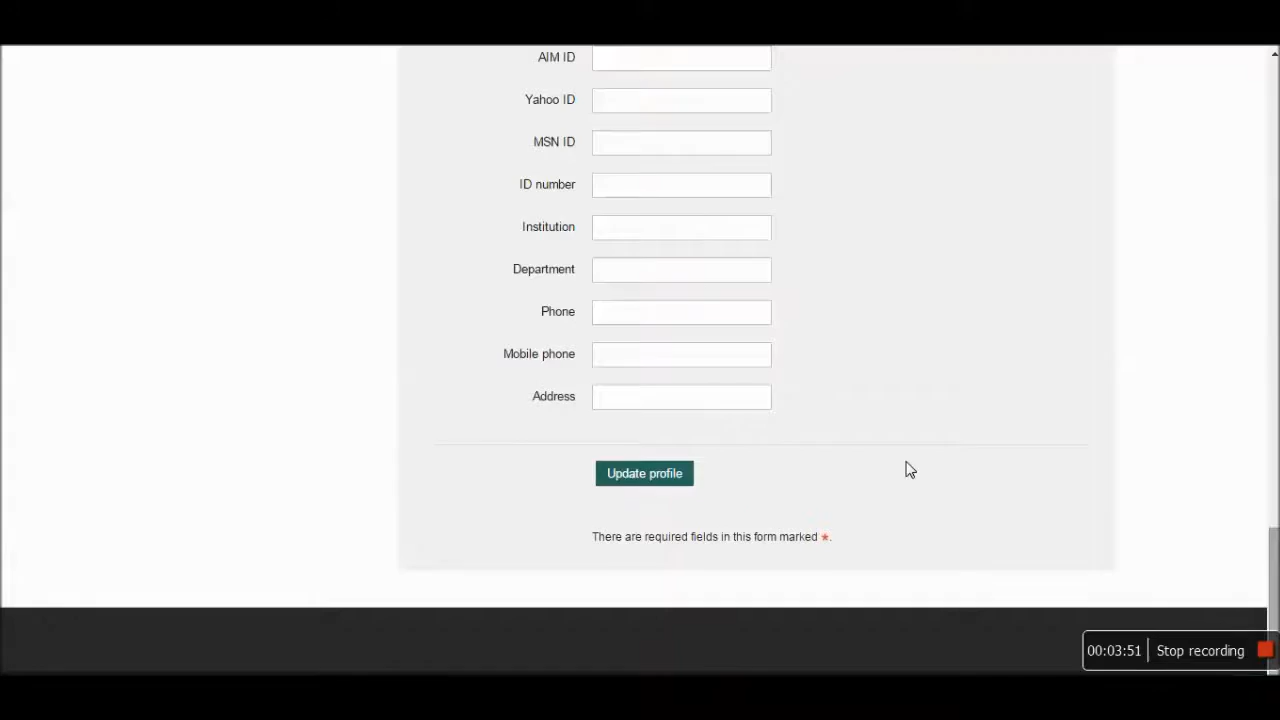 AIM ID
Yahoo ID
MSN ID
ID number
Institution
Department
Phone
Mobile phone
Address
Update profile
There are required fields in this form marked *.
00:03:51 Stop recording